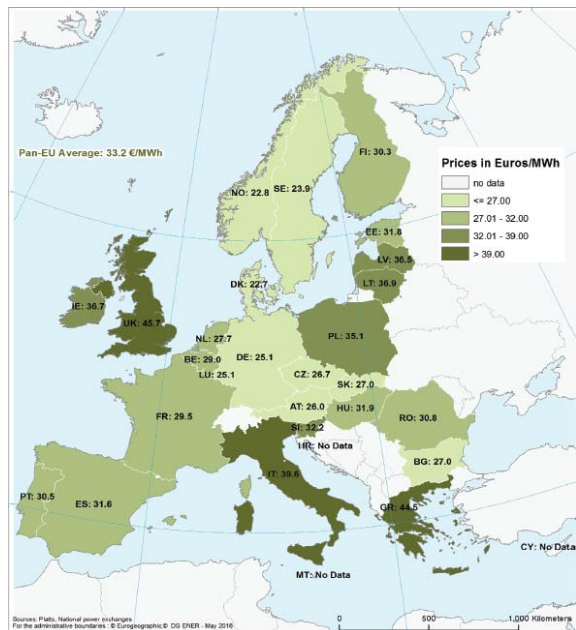 Pan-EU Average: 33.2 €/MWh
Prices in Euros/MWh
no data
<= 27.00
27.01 - 32.00
32.01 - 39.00
> 39.00
FI: 30.3
NO: 22.8
SE: 23.9
EE: 31.8
LV: 36.5
LT: 36.9
DK: 22.7
IE: 36.7
UK: 45.7
NL: 27.7
PL: 35.1
BE: 29.0
DE: 25.1
LU: 25.1
CZ: 26.7
SK: 27.0
FR: 29.5
AT: 26.0
HU: 31.9
RO: 30.8
SI: 32.2
HR: No Data
BG: 27.0
IT: 39.6
PT: 30.5
ES: 31.6
GR: 44.5
CY: No Data
MT: No Data
Sources: Platts, National power exchanges
For the administrative boundaries : © Eurogeographic © DG ENER - May 2016
0 500 1,000 Kilometers